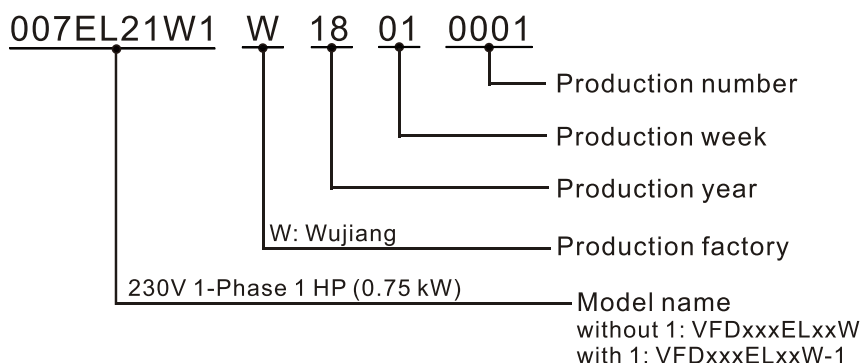 007EL21W1 W 18 01 0001
Production number
Production week
Production year
W: Wujiang
Production factory
230V 1-Phase 1 HP (0.75 kW)
Model name
without 1: VFDxxxELxxW
with 1: VFDxxxELxxW-1